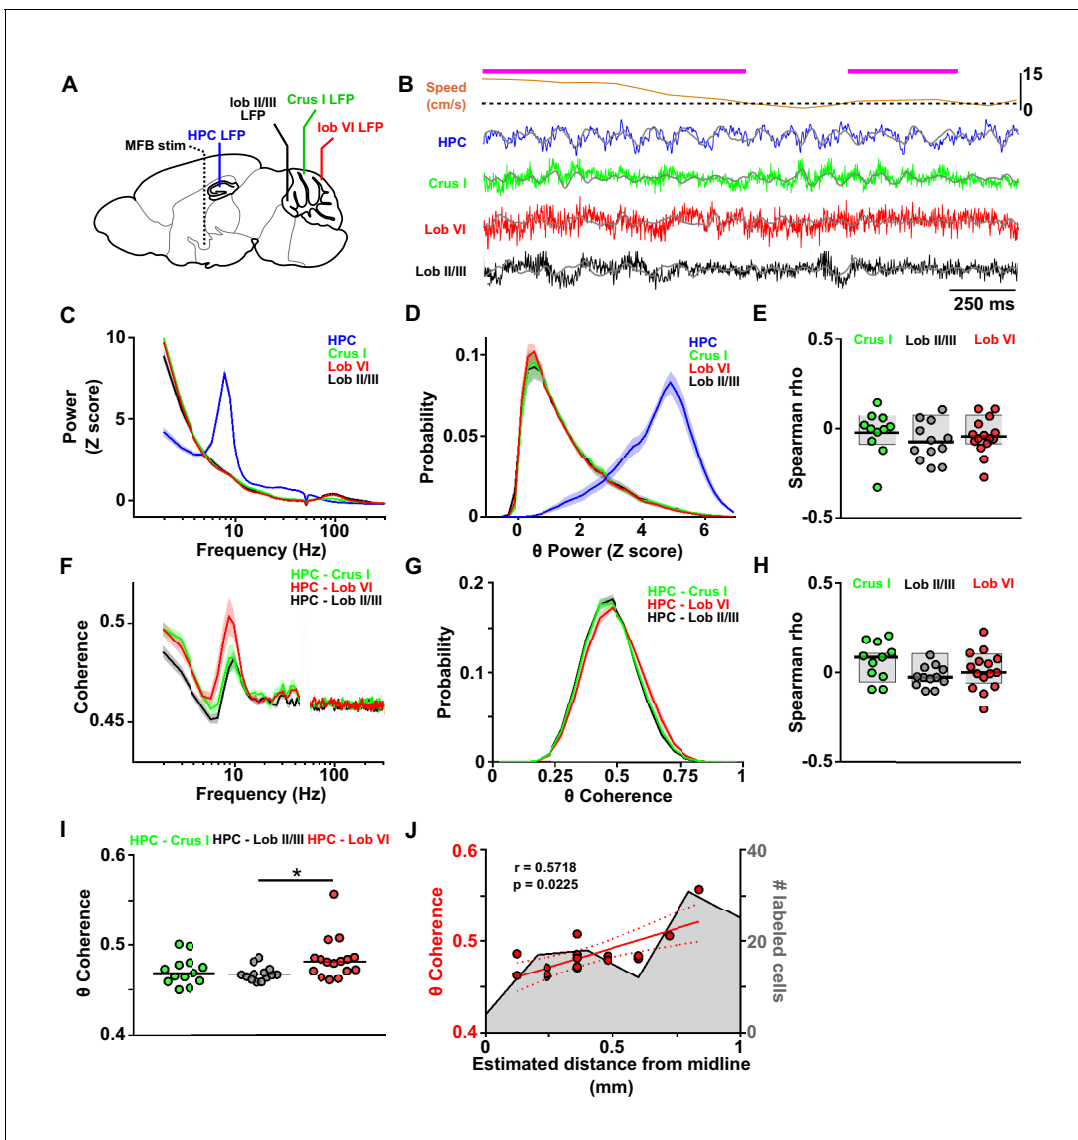 A
lob II/III
LFP
Crus I LFP
lob VI LFP
HPC LFP
MFB stim
B
Speed
(cm/s)
15
0
HPC
Crus I
Lob VI
Lob II/III
250 ms
C
10
5
0
Power
(Z score)
HPC
Crus I
Lob VI
Lob II/III
10
100
Frequency (Hz)
D
0.1
0.05
0
Probability
HPC
Crus I
Lob VI
Lob II/III
0
2
4
6
θ Power (Z score)
E
0.5
0
-0.5
Spearman rho
Crus I
Lob II/III
Lob VI
F
HPC - Crus I
HPC - Lob VI
HPC - Lob II/III
0.5
0.45
Coherence
10
100
Frequency (Hz)
G
0.2
0.1
0
Probability
HPC - Crus I
HPC - Lob VI
HPC - Lob II/III
0
0.25
0.5
0.75
1
θ Coherence
H
0.5
0
-0.5
Spearman rho
Crus I
Lob II/III
Lob VI
I
HPC - Crus I
HPC - Lob II/III
HPC - Lob VI
*
0.6
0.5
0.4
θ Coherence
J
0.6
0.5
0.4
θ Coherence
r = 0.5718
p = 0.0225
40
20
0
# labeled cells
0
0.5
1
Estimated distance from midline
(mm)